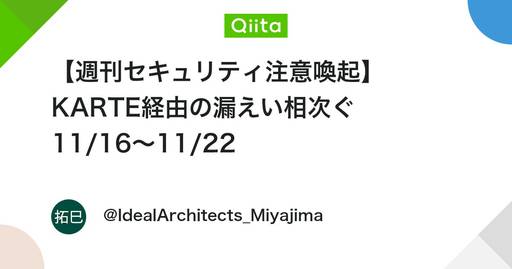 Qiita
【週刊セキュリティ注意喚起】
KARTE経由の漏えい相次ぐ
11/16〜11/22
拓巳
@IdealArchitects_Miyajima